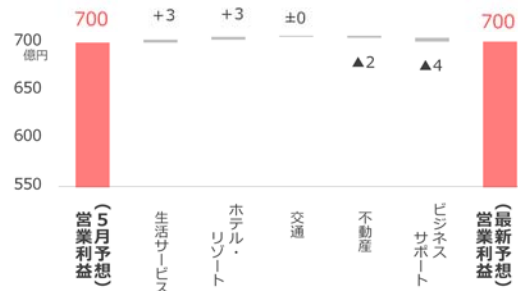 700
+3
+3
±0
700
700
億円
▲2
▲4
650
600
550
(5月予想)
営業利益
生活サービス
ホテル・
リゾート
交通
不動産
ビジネス
サポート
(最新予想)
営業利益